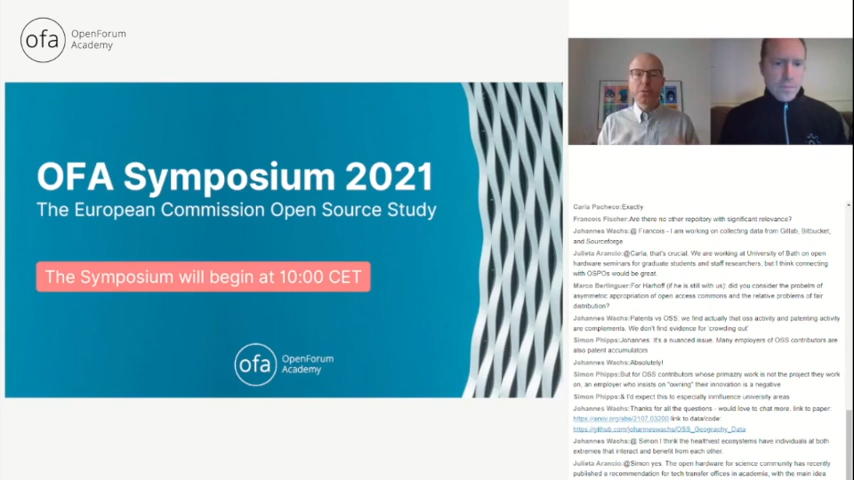 ofa
OpenForum
Academy
OFA Symposium 2021
The European Commission Open Source Study
The Symposium will begin at 10:00 CET
ofa
OpenForum
Academy
Carla Pacheco:Exactly
Francois Fischer:Are there no other repoitory with significant relevance?
Johannes Wachs:@ Francois - I am working on collecting data from Gitlab, Bitbucket,
and Sourceforge
Julieta Arancio:@Carla, that's crucial. We are working at University of Bath on open
hardware seminars for graduate students and staff researchers, but I think connecting
with OSPOs would be great.
Marco Berlinguer:For Harhoff (if he is still with us): did you consider the probelm of
asymmetric appropriation of open access commons and the relative problems of fair
distribution?
Johannes Wachs:Patents vs OSS: we find actually that oss activity and patenting activity
are complements. We don't find evidence for 'crowding out'
Simon Phipps:Johannes. It's a nuanced issue. Many employers of OSS contributors are
also patent accumulators
Johannes Wachs:Absolutely!
Simon Phipps:But for OSS contributors whose primazry work is not the project they work
on, an employer who insists on "owning" their innovation is a negative
Simon Phipps:& I'd expect this to especially inmfluence university areas
Johannes Wachs:Thanks for all the questions - would love to chat more. link to paper:
https://arxiv.org/abs/2107.03200 link to data/code:
https://github.com/johanneswachs/OSS_Geography_Data
Johannes Wachs:@ Simon I think the healthiest ecosystems have individuals at both
extremes that interact and benefit from each other.
Julieta Arancio:@Simon yes. The open hardware for science community has recently
published a recommendation for tech transfer offices in academia, with the main idea